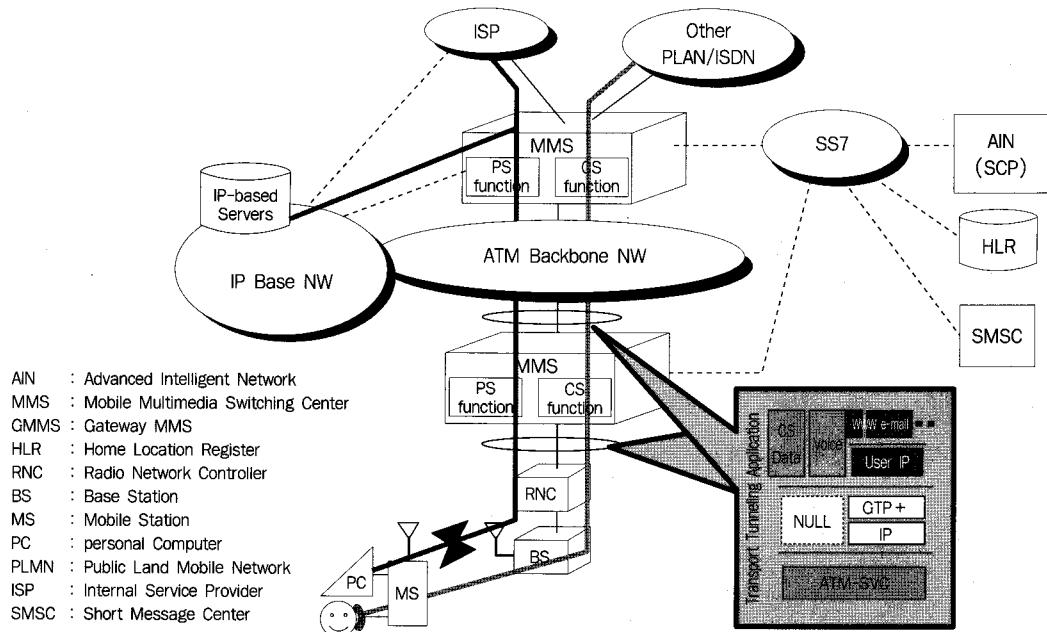 ISP
Other
PLAN/ISDN
MMS
PS
function
CS
function
SS7
AIN
(SCP)
IP-based
Servers
HLR
IP Base NW
ATM Backbone NW
SMSC
MMS
PS
function
CS
function
AIN : Advanced Intelligent Network
MMS : Mobile Multimedia Switching Center
GMMS : Gateway MMS
HLR : Home Location Register
RNC : Radio Network Controller
BS : Base Station
MS : Mobile Station
PC : personal Computer
PLMN : Public Land Mobile Network
ISP : Internal Service Provider
SMSC : Short Message Center
RNC
BS
PC
MS
Transport Tunneling Application
CS
Data
Voice
WWW e-mail
User IP
NULL
GTP+
IP
ATM-SVC